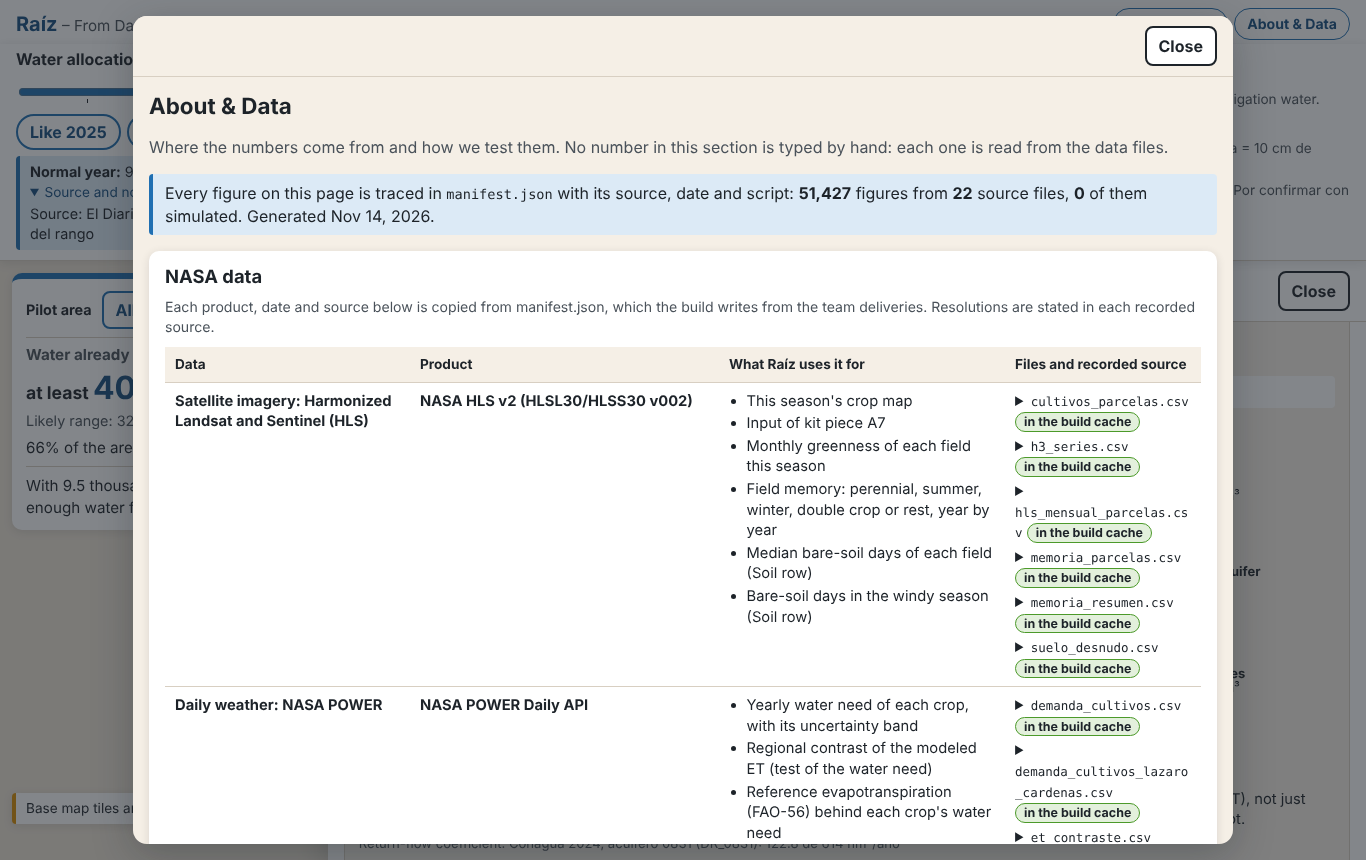 Raíz – From Da
About & Data
Close
Water allocatio
Like 2025
Normal year: 9
▼ Source and no
Source: El Diari
del rango
igation water.
a = 10 cm de
Por confirmar con
Close
Pilot area
Al
Water already
at least 40
Likely range: 32
66% of the are
With 9.5 thousa
enough water f
Base map tiles ar
uifer
es
T), not just
ot.
About & Data
Where the numbers come from and how we test them. No number in this section is typed by hand: each one is read from the data files.
Every figure on this page is traced in manifest.json with its source, date and script: 51,427 figures from 22 source files, 0 of them
simulated. Generated Nov 14, 2026.
NASA data
Each product, date and source below is copied from manifest.json, which the build writes from the team deliveries. Resolutions are stated in each recorded
source.
Data Product What Raíz uses it for Files and recorded source
Satellite imagery: Harmonized
Landsat and Sentinel (HLS)
NASA HLS v2 (HLSL30/HLSS30 v002)
• This season's crop map
• Input of kit piece A7
• Monthly greenness of each field
this season
• Field memory: perennial, summer,
winter, double crop or rest, year by
year
• Median bare-soil days of each field
(Soil row)
• Bare-soil days in the windy season
(Soil row)
▶ cultivos_parcelas.csv
in the build cache
▶ h3_series.csv
in the build cache
▶
hls_mensual_parcelas.cs
v in the build cache
▶ memoria_parcelas.csv
in the build cache
▶ memoria_resumen.csv
in the build cache
▶ suelo_desnudo.csv
in the build cache
Daily weather: NASA POWER
NASA POWER Daily API
• Yearly water need of each crop,
with its uncertainty band
• Regional contrast of the modeled
ET (test of the water need)
• Reference evapotranspiration
(FAO-56) behind each crop's water
need
▶ demanda_cultivos.csv
in the build cache
▶
demanda_cultivos_lazaro
_cardenas.csv
in the build cache
▶ et_contraste.csv